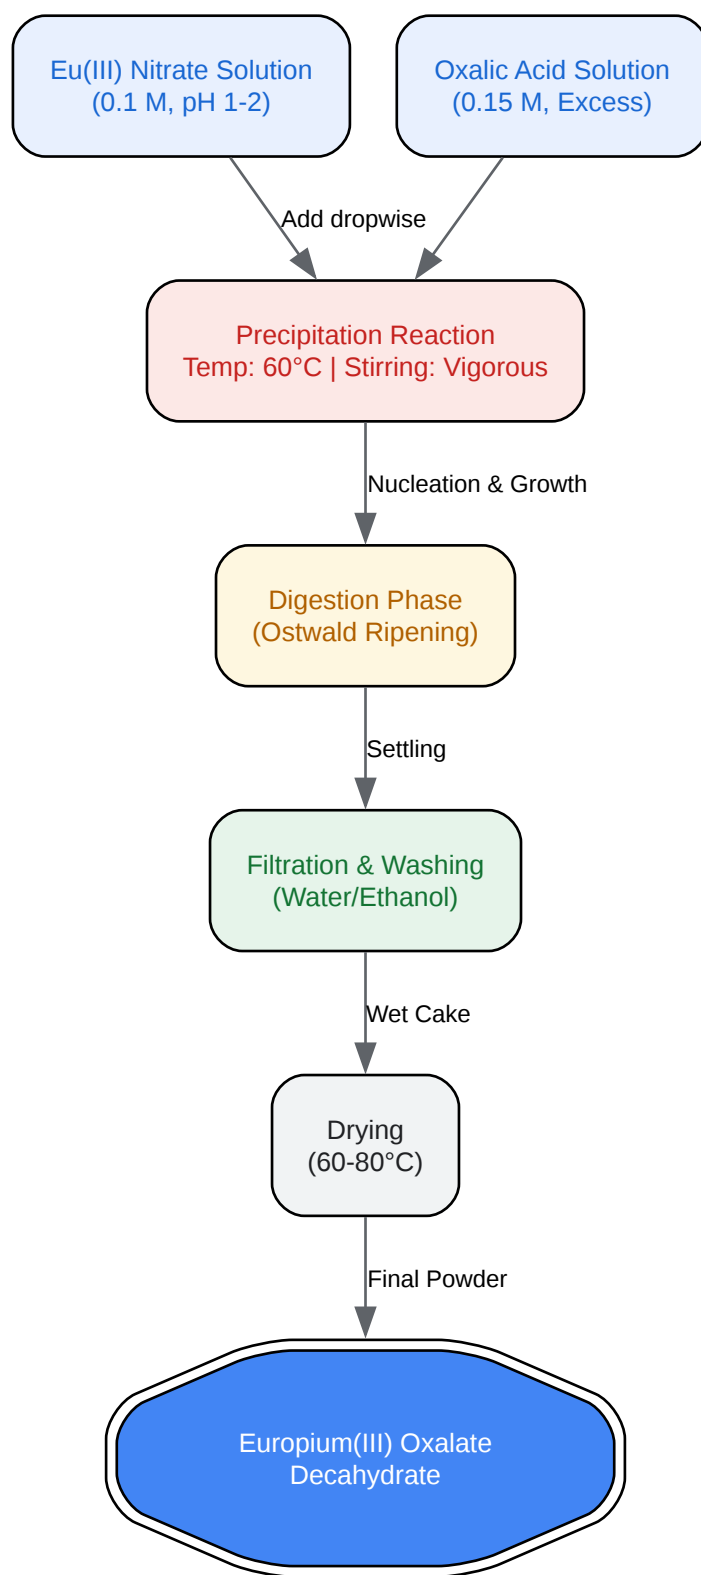 Eu(III) Nitrate Solution
(0.1 M, pH 1-2)
Oxalic Acid Solution
(0.15 M, Excess)
Add dropwise
Precipitation Reaction
Temp: 60°C | Stirring: Vigorous
Nucleation & Growth
Digestion Phase
(Ostwald Ripening)
Settling
Filtration & Washing
(Water/Ethanol)
Wet Cake
Drying
(60-80°C)
Final Powder
Europium(III) Oxalate
Decahydrate